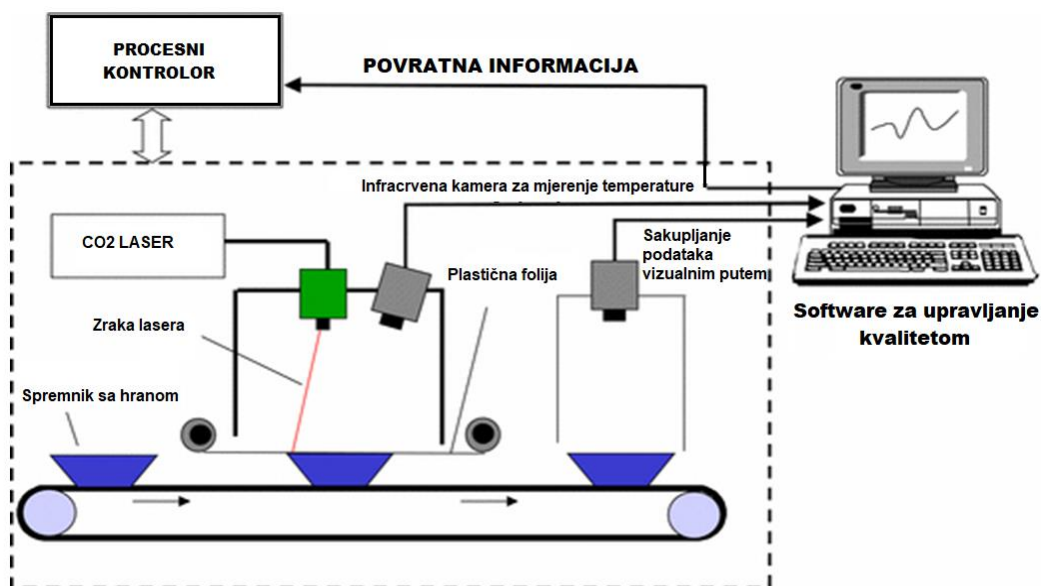 PROCESNI
KONTROLOR
POVRATNA INFORMACIJA
Infracrvena kamera za mjerenje temperature
CO2 LASER
Sakupljanje
podataka
vizualnim putem
Plastična folija
Zraka lasera
Software za upravljanje
kvalitetom
Spremnik sa hranom